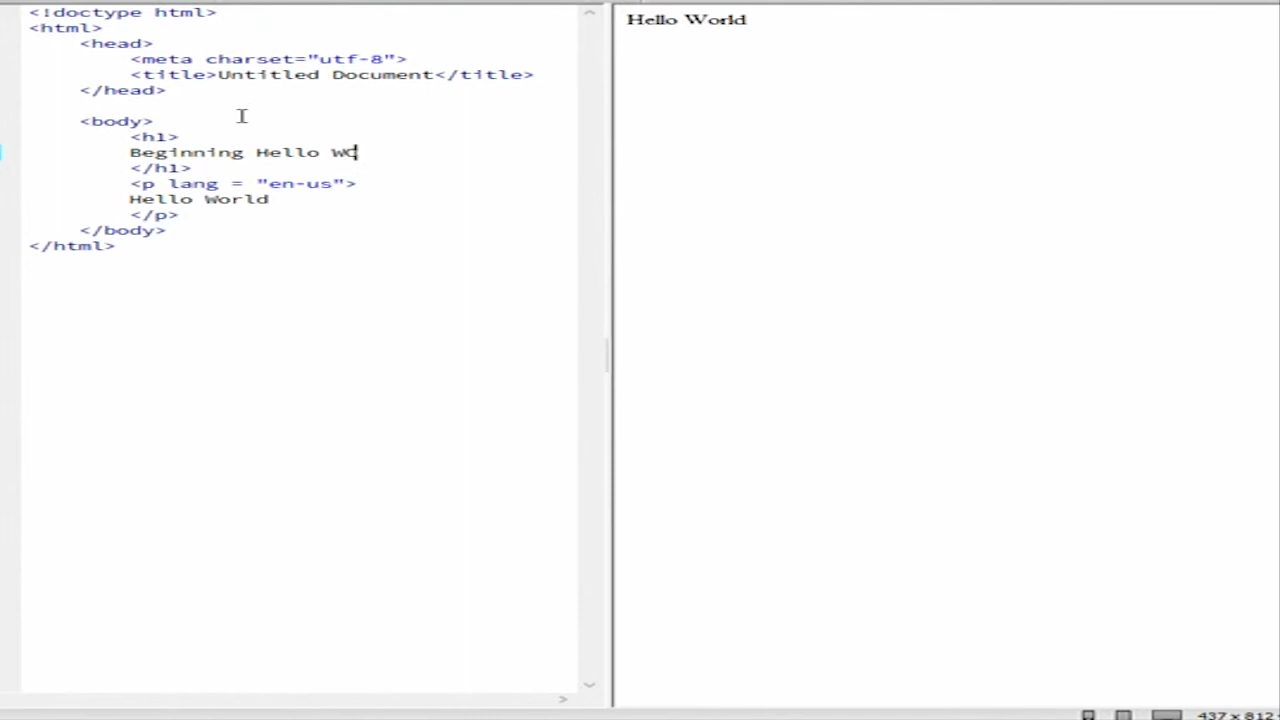 <!doctype html>
<html>
<head>
<meta charset="utf-8">
<title>Untitled Document</title>
</head>
<body>
<h1>
Beginning Hello
</h1>
<p lang = "en-us">
Hello World
</p>
</body>
</html>
Hello World
437 x 812